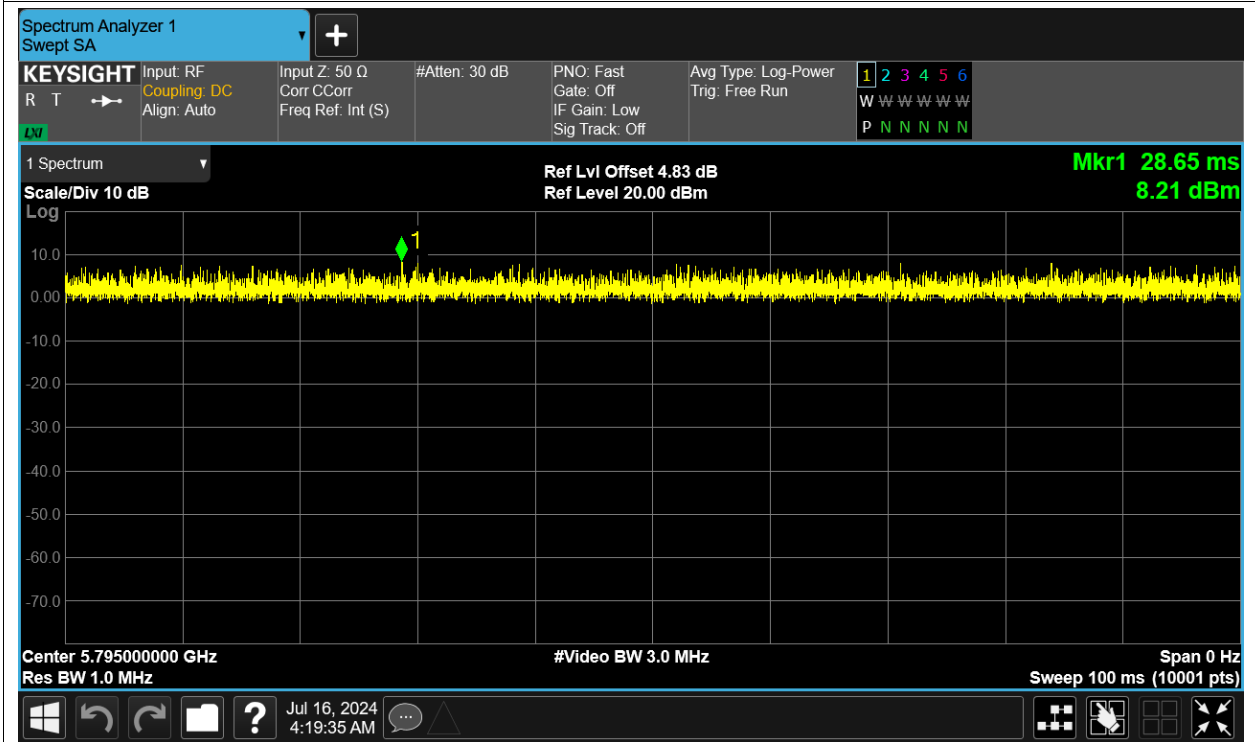 Spectrum Analyzer 1
Swept SA
KEYSIGHT
R T
LXI
Input: RF
Coupling: DC
Align: Auto
Input Z: 50 Ω
Corr CCorr
Freq Ref: Int (S)
#Atten: 30 dB
PNO: Fast
Gate: Off
IF Gain: Low
Sig Track: Off
Avg Type: Log-Power
Trig: Free Run
1 2 3 4 5 6
W W W W W W
P N N N N N
1 Spectrum
Scale/Div 10 dB
Log
Ref Lvl Offset 4.83 dB
Ref Level 20.00 dBm
Mkr1 28.65 ms
8.21 dBm
1
10.0
0.00
-10.0
-20.0
-30.0
-40.0
-50.0
-60.0
-70.0
Center 5.795000000 GHz
Res BW 1.0 MHz
#Video BW 3.0 MHz
Span 0 Hz
Sweep 100 ms (10001 pts)
?
Jul 16, 2024
4:19:35 AM